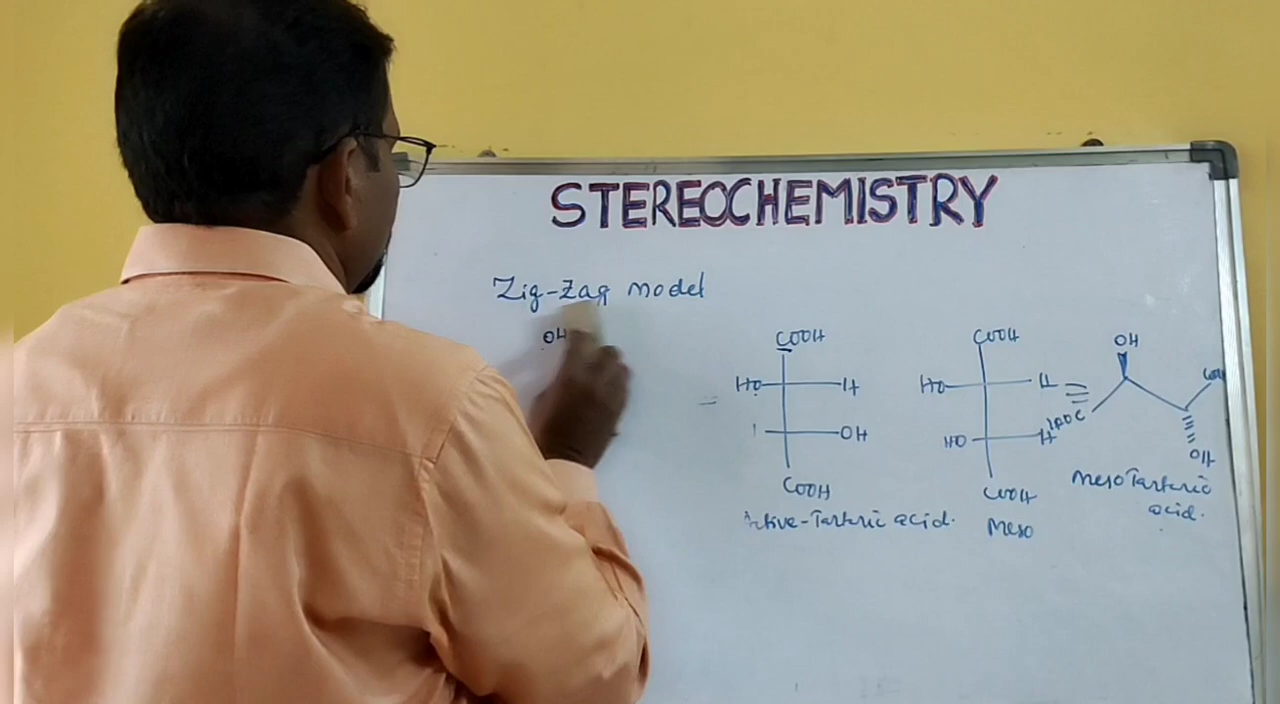 STEREOCHEMISTRY
Zig-Zag model
OH
COOH
HO H
OH
COOH
COOH
HO H
HO H
COOH
Meso
OH
HOOC
OH
Meso Tartaric
acid.
-Tartaric acid.